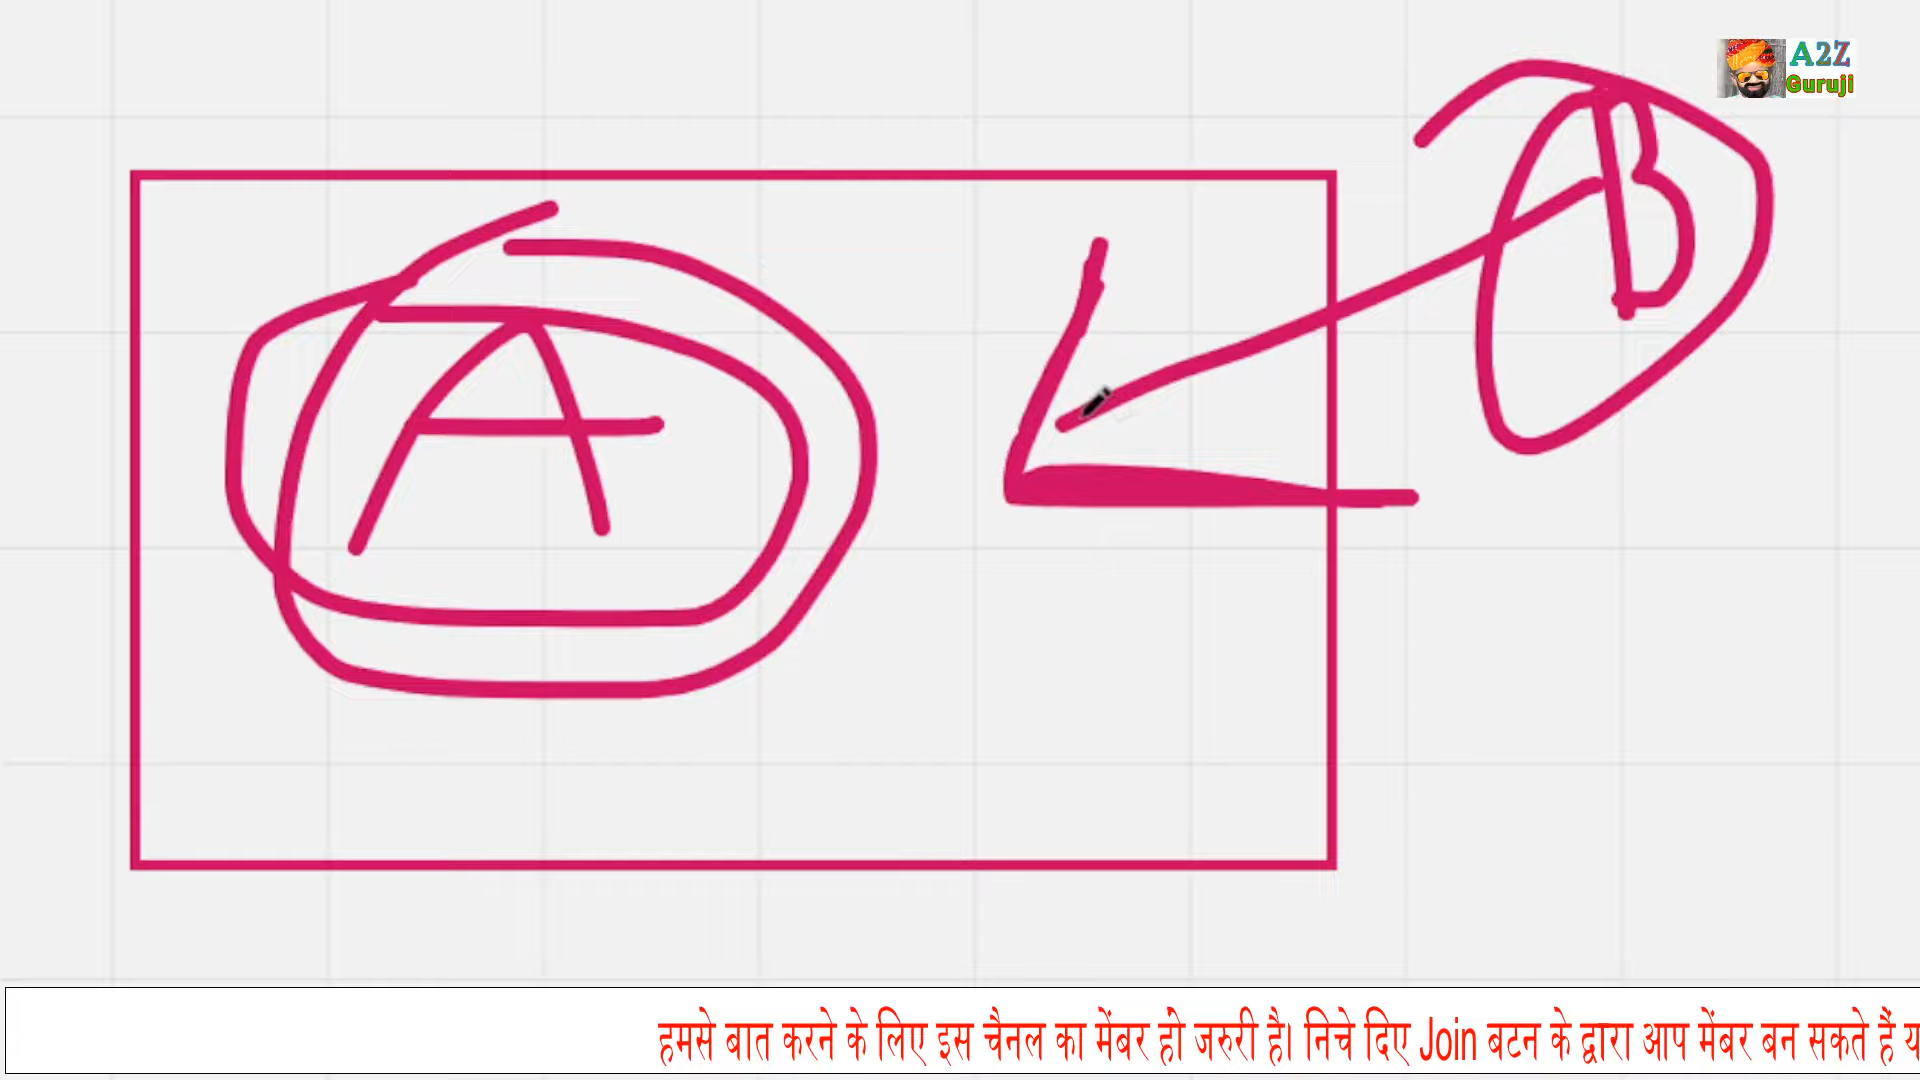 A2Z
Guruji
B
A
हमसे बात करने के लिए इस चैनल का मेंबर हो जरुरी है। निचे दिए Join बटन के द्वारा आप मेंबर बन सकते हैं य